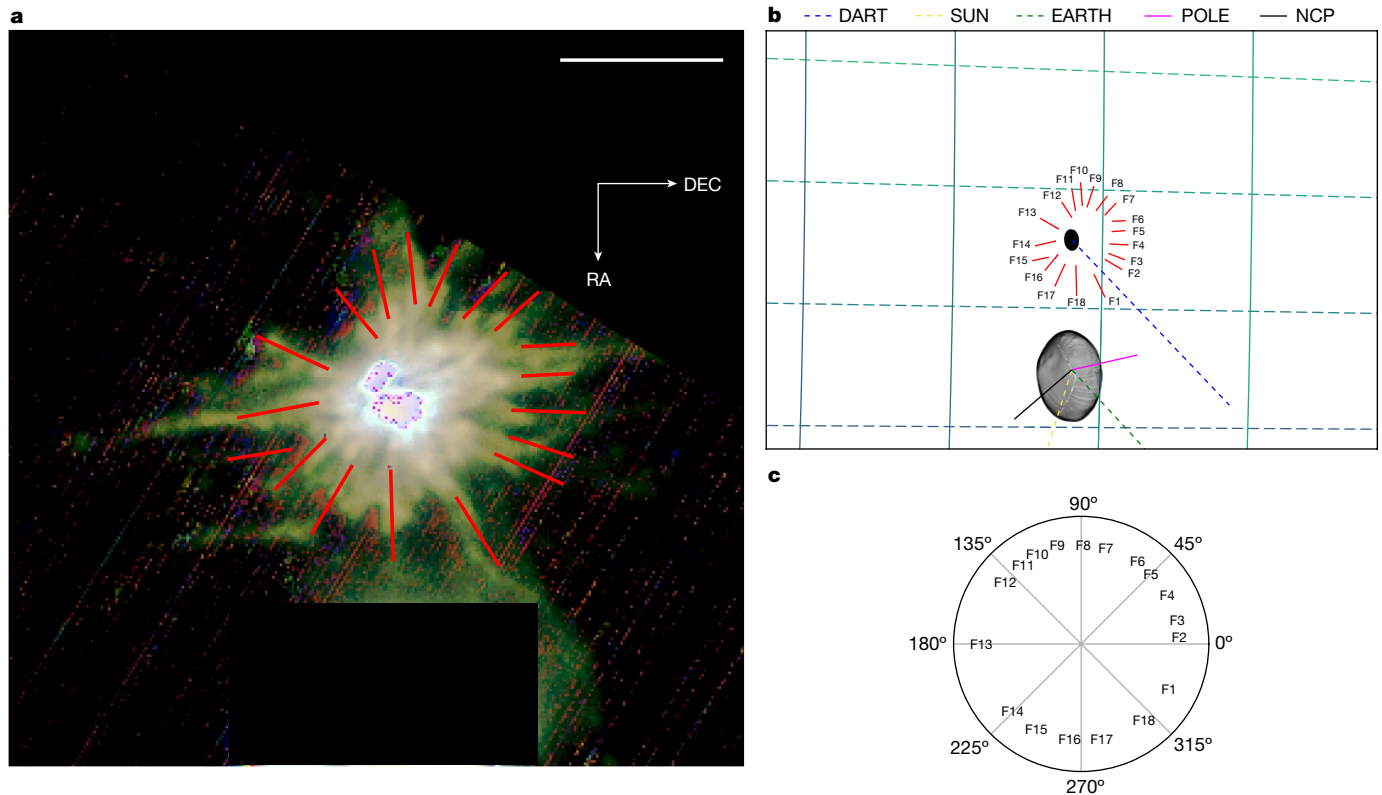 a
DEC
RA
b DART SUN EARTH POLE NCP
F10
F11 F9 F8
F12 F7
F13 F6
F5
F14 F4
F15 F3
F16 F2
F17 F18 F1
c
90º
135º 45º
F10 F9 F8 F7
F11 F6
F12 F5
F4
F3
180º F13 F2 0º
F1
F14 F18
F15 F16 F17
225º 315º
270º